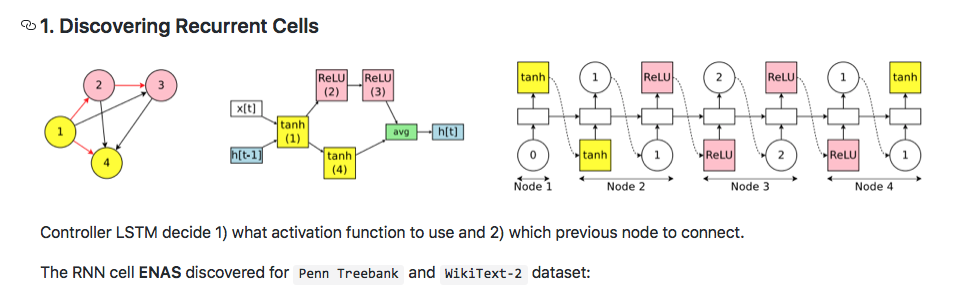 1. Discovering Recurrent Cells
2
3
1
4
x[t]
h[t-1]
tanh
(1)
ReLU
(2)
ReLU
(3)
tanh
(4)
avg
h[t]
tanh
1
ReLU
2
ReLU
1
tanh
0
tanh
1
ReLU
2
ReLU
1
Node 1
Node 2
Node 3
Node 4
Controller LSTM decide 1) what activation function to use and 2) which previous node to connect.
The RNN cell ENAS discovered for Penn Treebank and WikiText-2 dataset: